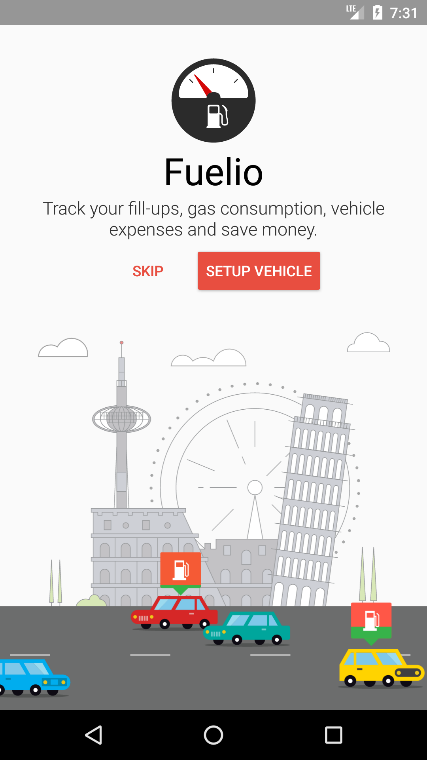 LTE 7:31
Fuelio
Track your fill-ups, gas consumption, vehicle
expenses and save money.
SKIP SETUP VEHICLE